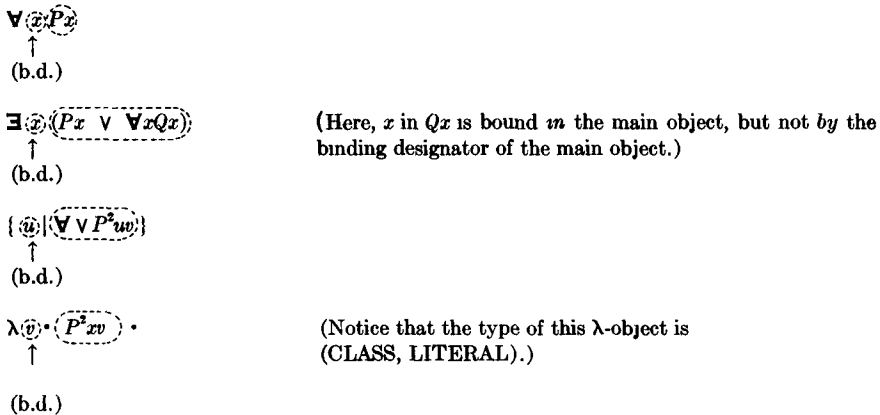 ∀ x Px
↑
(b.d.)
∃ x (Px ∨ ∀xQx) (Here, x in Qx is bound in the main object, but not by the
↑ binding designator of the main object.)
(b.d.)
{ u | ∀ ∨ P²uv }
↑
(b.d.)
λ v · P²xv · (Notice that the type of this λ-object is
↑ (CLASS, LITERAL).)
(b.d.)